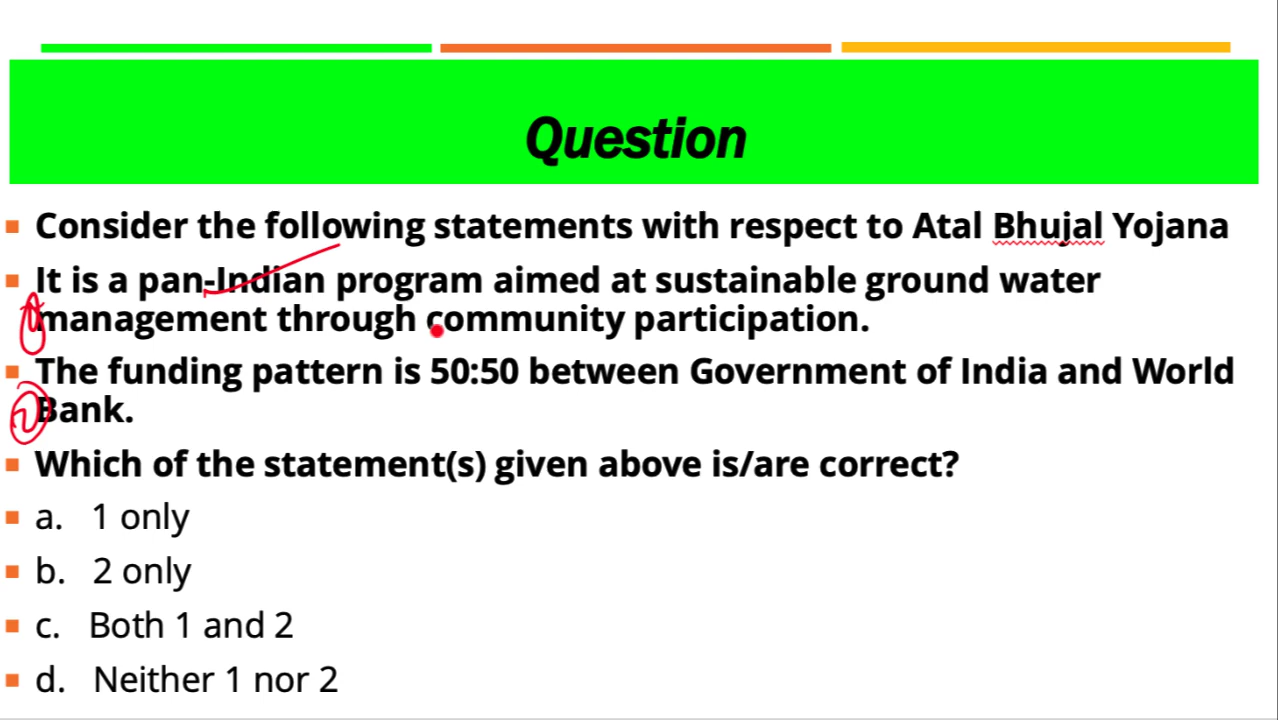 Question
Consider the following statements with respect to Atal Bhujal Yojana
It is a pan-Indian program aimed at sustainable ground water
management through community participation.
The funding pattern is 50:50 between Government of India and World
Bank.
Which of the statement(s) given above is/are correct?
a. 1 only
b. 2 only
c. Both 1 and 2
d. Neither 1 nor 2